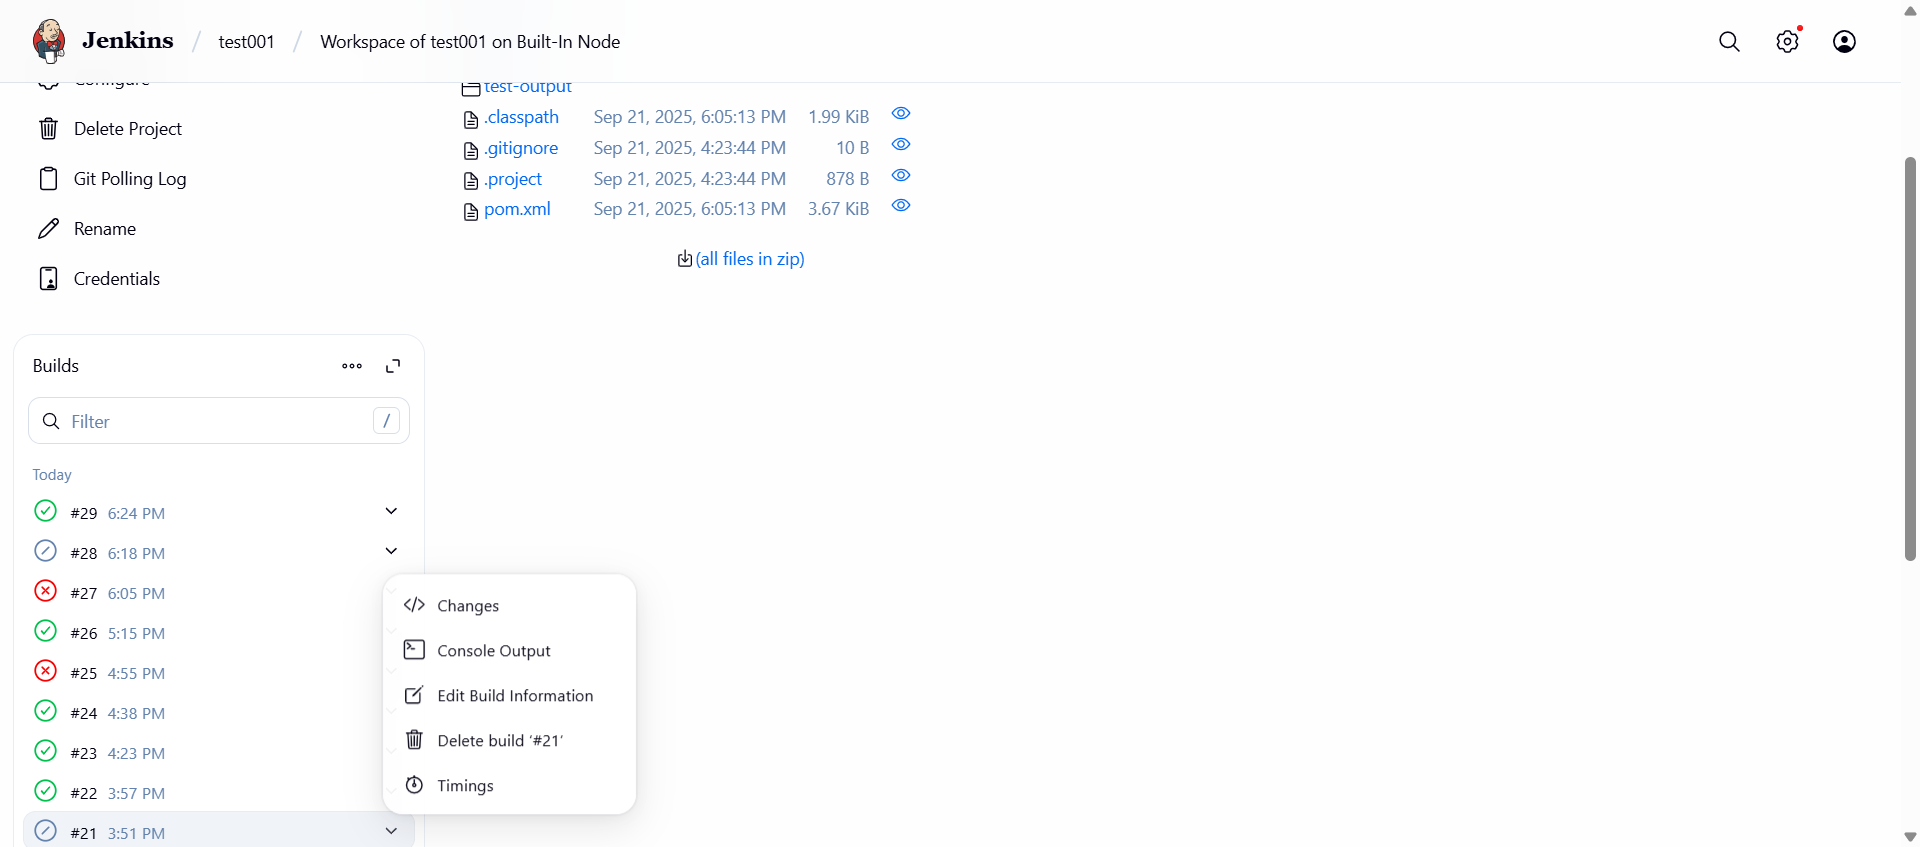 Jenkins / test001 / Workspace of test001 on Built-In Node
Configure
Delete Project
Git Polling Log
Rename
Credentials
test-output
.classpath Sep 21, 2025, 6:05:13 PM 1.99 KiB
.gitignore Sep 21, 2025, 4:23:44 PM 10 B
.project Sep 21, 2025, 4:23:44 PM 878 B
pom.xml Sep 21, 2025, 6:05:13 PM 3.67 KiB
(all files in zip)
Builds
Filter /
Today
#29 6:24 PM
#28 6:18 PM
#27 6:05 PM
#26 5:15 PM
#25 4:55 PM
#24 4:38 PM
#23 4:23 PM
#22 3:57 PM
#21 3:51 PM
Changes
Console Output
Edit Build Information
Delete build ‘#21’
Timings